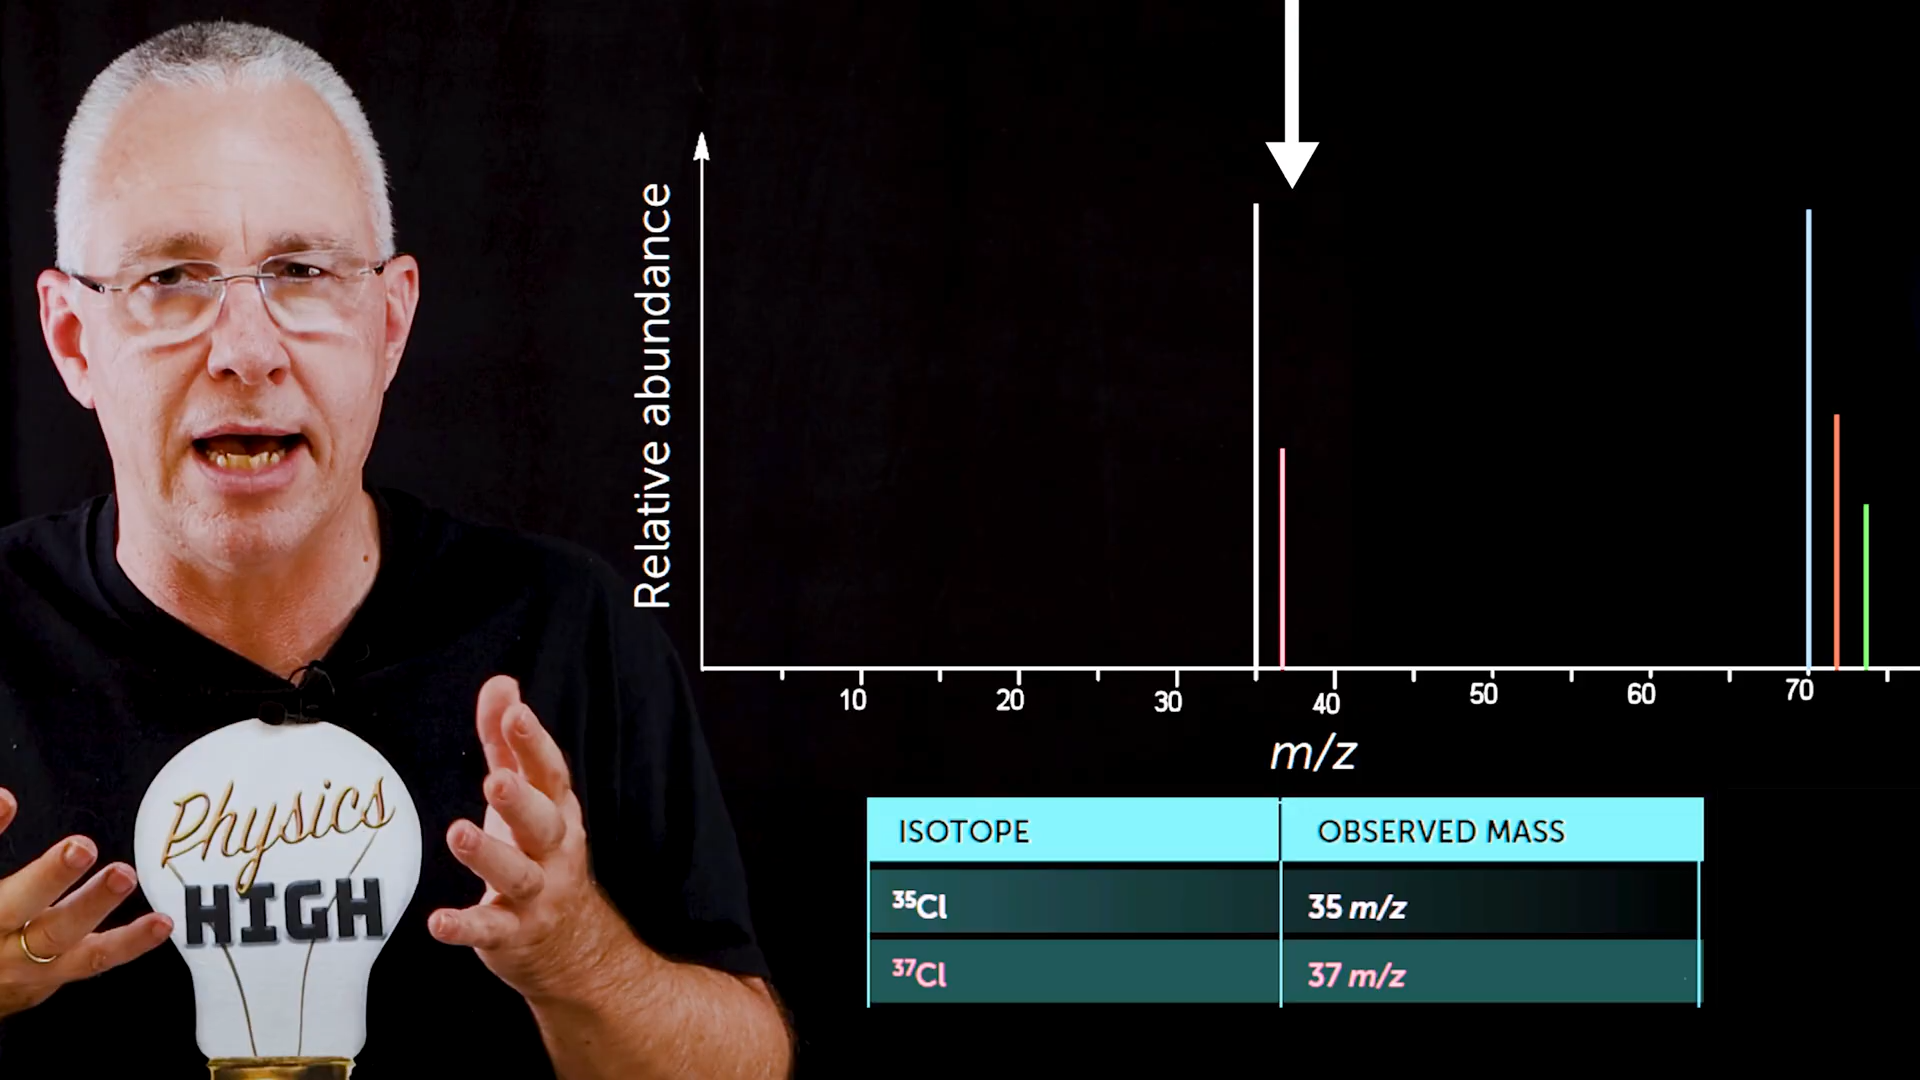 Relative abundance
10 20 30 40 50 60 70
m/z
ISOTOPE OBSERVED MASS
³⁵Cl 35 m/z
³⁷Cl 37 m/z
Physics
HIGH